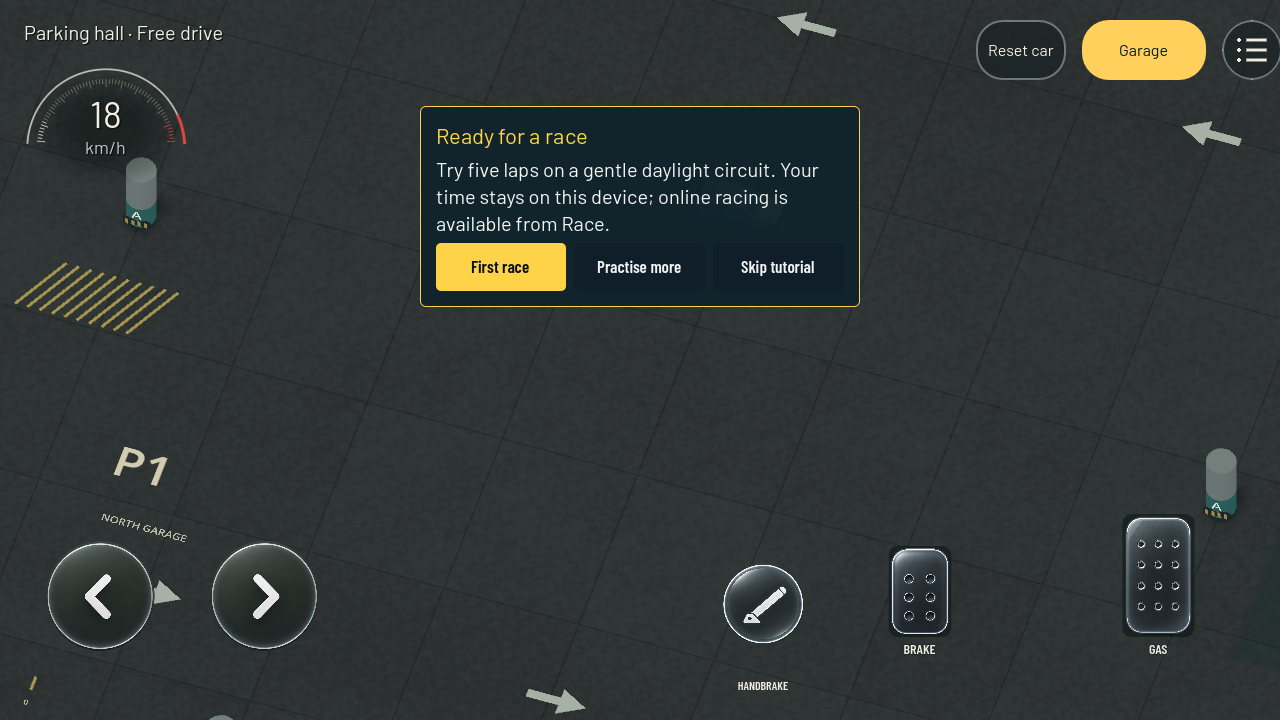 Parking hall · Free drive
Reset car
Garage
18
km/h
Ready for a race
Try five laps on a gentle daylight circuit. Your
time stays on this device; online racing is
available from Race.
First race
Practise more
Skip tutorial
A
P1
NORTH GARAGE
A
BRAKE
GAS
HANDBRAKE